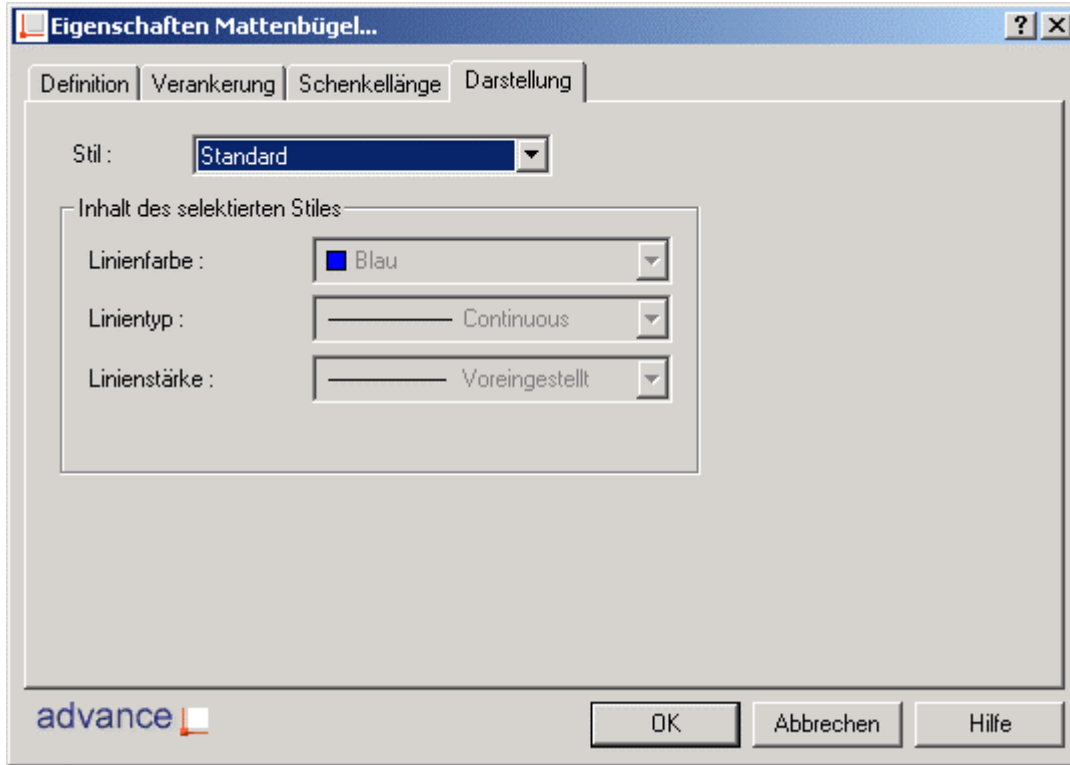 Eigenschaften Mattenbügel...
Definition Verankerung Schenkellänge Darstellung
Stil : Standard
Inhalt des selektierten Stiles
Linienfarbe : Blau
Linientyp : Continuous
Linienstärke : Voreingestellt
advance OK Abbrechen Hilfe